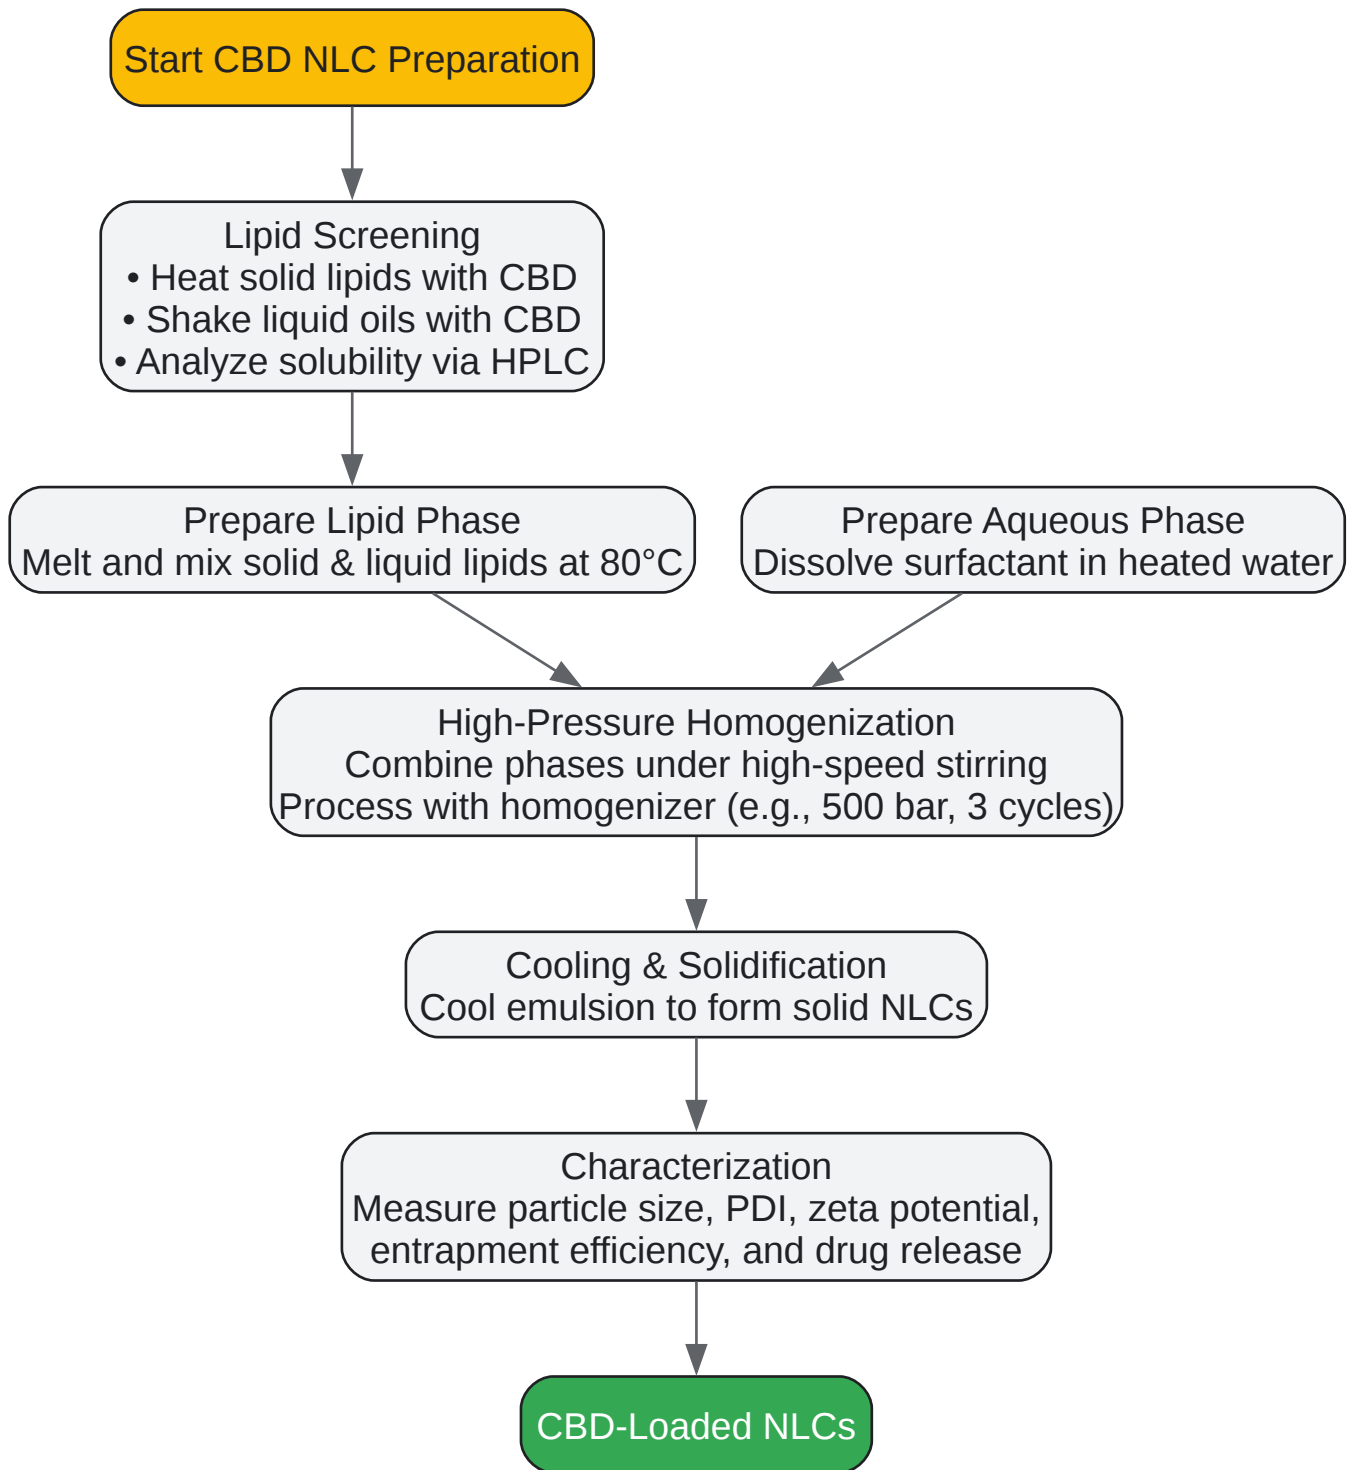 Start CBD NLC Preparation
Lipid Screening
• Heat solid lipids with CBD
• Shake liquid oils with CBD
• Analyze solubility via HPLC
Prepare Lipid Phase
Melt and mix solid & liquid lipids at 80°C
Prepare Aqueous Phase
Dissolve surfactant in heated water
High-Pressure Homogenization
Combine phases under high-speed stirring
Process with homogenizer (e.g., 500 bar, 3 cycles)
Cooling & Solidification
Cool emulsion to form solid NLCs
Characterization
Measure particle size, PDI, zeta potential,
entrapment efficiency, and drug release
CBD-Loaded NLCs